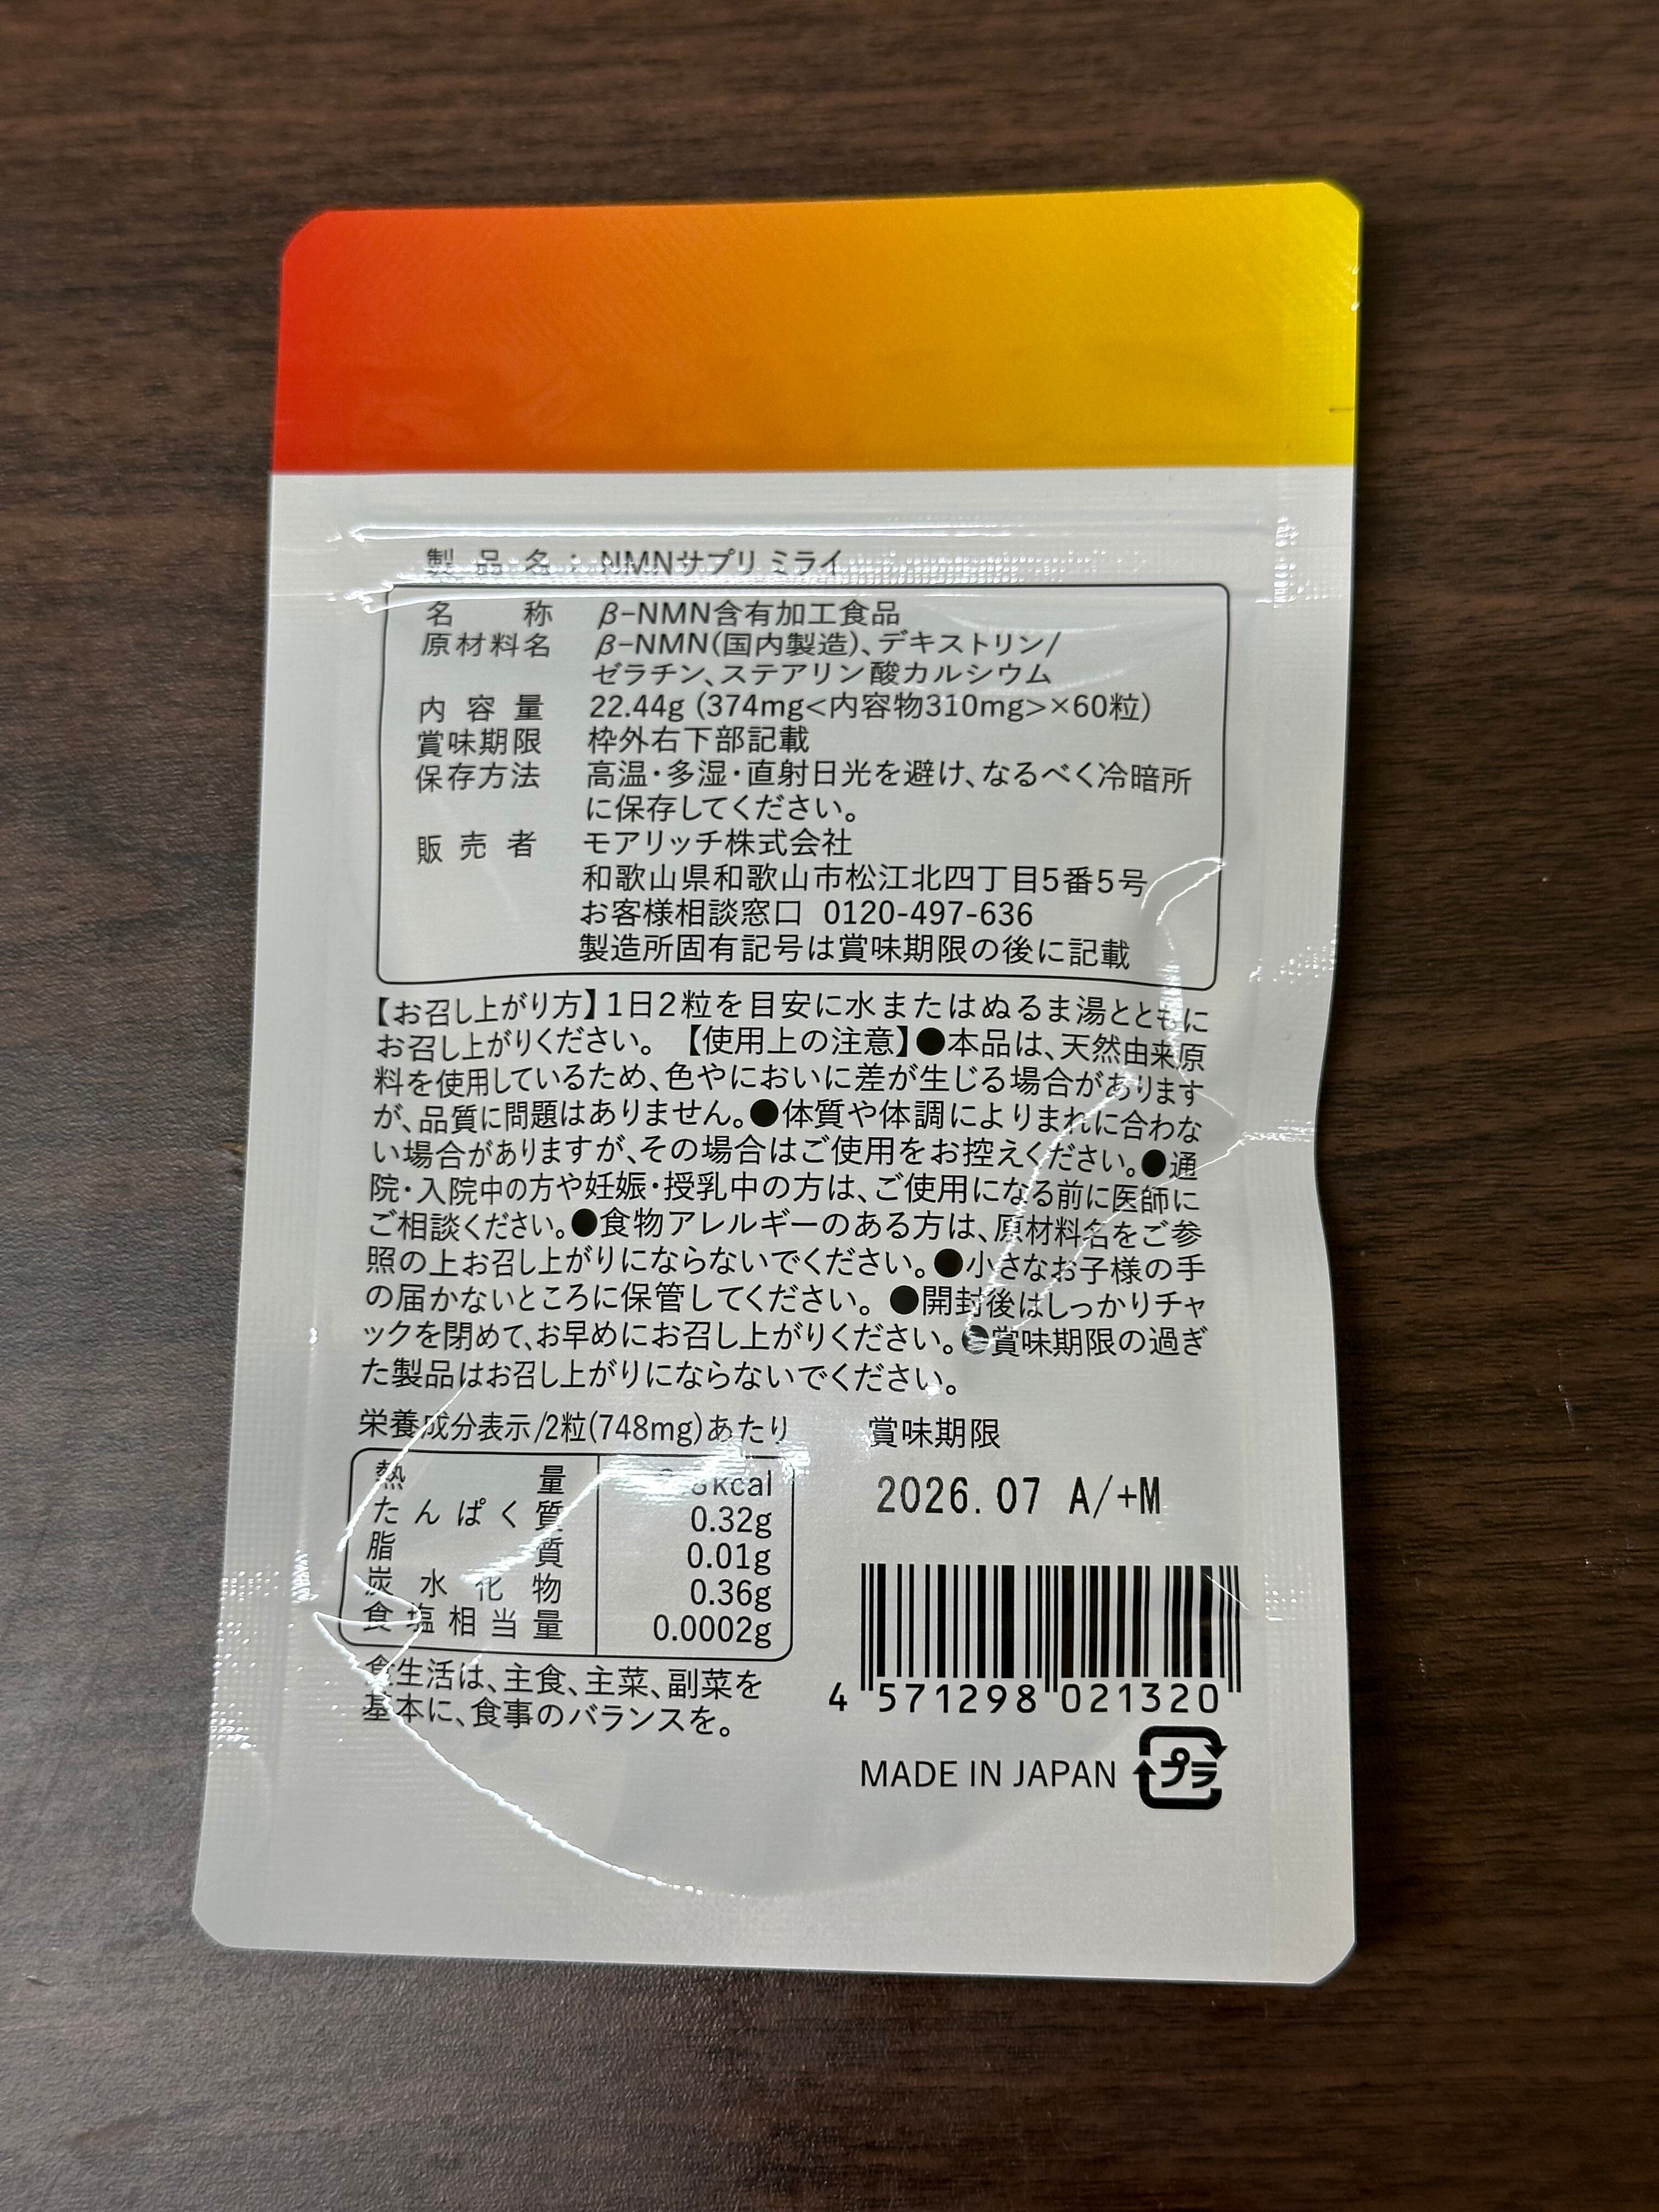 製品名：NMNサプリ ミライ
名称 β-NMN含有加工食品
原材料名 β-NMN(国内製造)、デキストリン/
ゼラチン、ステアリン酸カルシウム
内容量 22.44g (374mg<内容物310mg>×60粒)
賞味期限 枠外右下部記載
保存方法 高温・多湿・直射日光を避け、なるべく冷暗所
に保存してください。
販売者 モアリッチ株式会社
和歌山県和歌山市松江北四丁目5番5号
お客様相談窓口 0120-497-636
製造所固有記号は賞味期限の後に記載
【お召し上がり方】1日2粒を目安に水またはぬるま湯とともに
お召し上がりください。【使用上の注意】●本品は、天然由来原
料を使用しているため、色やにおいに差が生じる場合があります
が、品質に問題はありません。●体質や体調によりまれに合わな
い場合がありますが、その場合はご使用をお控えください。●通
院・入院中の方や妊娠・授乳中の方は、ご使用になる前に医師に
ご相談ください。●食物アレルギーのある方は、原材料名をご参
照の上お召し上がりにならないでください。●小さなお子様の手
の届かないところに保管してください。●開封後はしっかりチャ
ックを閉めて、お早めにお召し上がりください。●賞味期限の過ぎ
た製品はお召し上がりにならないでください。
栄養成分表示/2粒(748mg)あたり
熱量
たんぱく質 0.32g
脂質 0.01g
炭水化物 0.36g
食塩相当量 0.0002g
食生活は、主食、主菜、副菜を
基本に、食事のバランスを。
賞味期限
2026.07 A/+M
4 571298 021320
MADE IN JAPAN
プラ